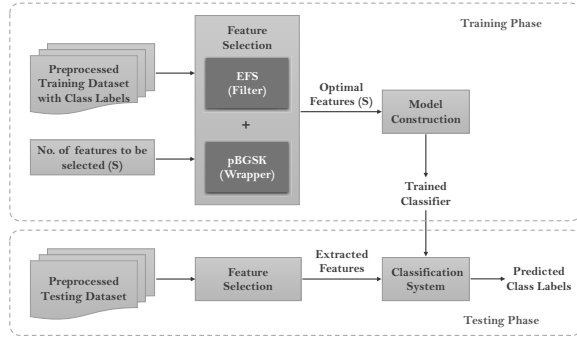 Training Phase
Feature
Selection
Preprocessed
Training Dataset
with Class Labels
EFS
(Filter)
+
No. of features to be
selected (S)
pBGSK
(Wrapper)
Optimal
Features (S)
Model
Construction
Trained
Classifier
Preprocessed
Testing Dataset
Feature
Selection
Extracted
Features
Classification
System
Predicted
Class Labels
Testing Phase